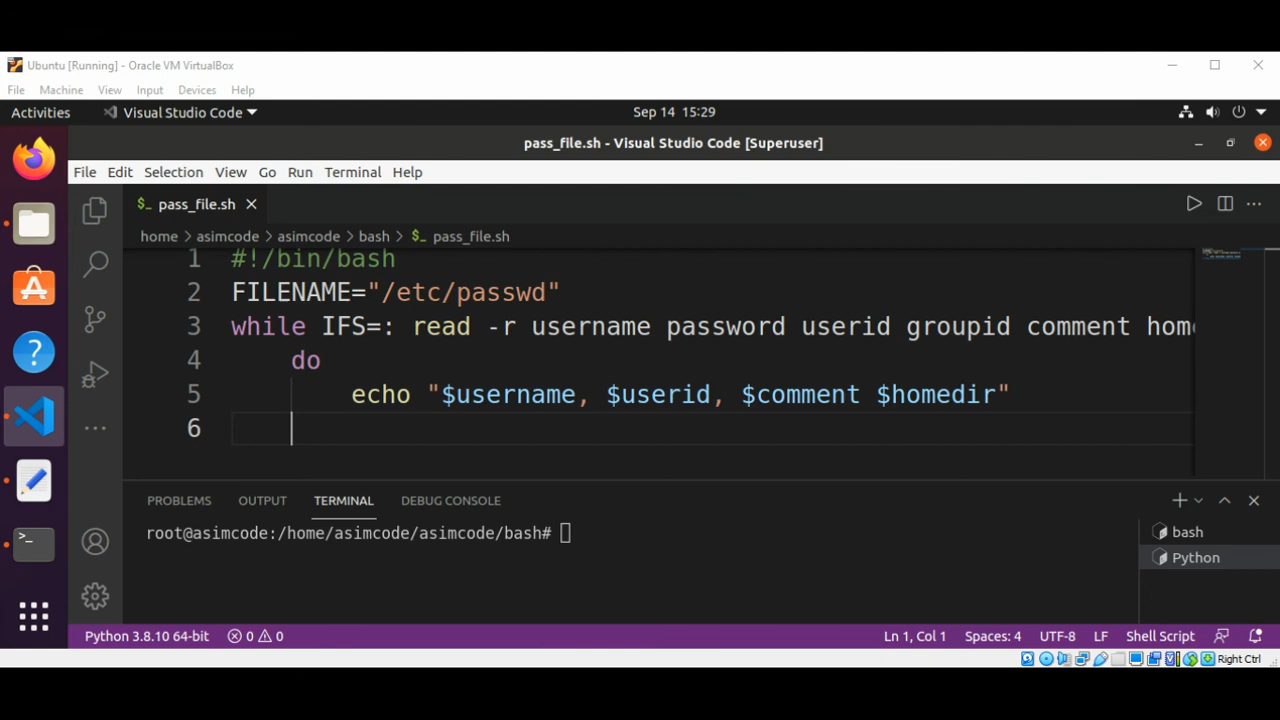 Ubuntu [Running] - Oracle VM VirtualBox
File Machine View Input Devices Help
Activities Visual Studio Code Sep 14 15:29
pass_file.sh - Visual Studio Code [Superuser]
File Edit Selection View Go Run Terminal Help
$_ pass_file.sh
home > asimcode > asimcode > bash > $_ pass_file.sh
1 #!/bin/bash
2 FILENAME="/etc/passwd"
3 while IFS=: read -r username password userid groupid comment hom
4 do
5 echo "$username, $userid, $comment $homedir"
6
PROBLEMS OUTPUT TERMINAL DEBUG CONSOLE
root@asimcode:/home/asimcode/asimcode/bash#
bash
Python
Python 3.8.10 64-bit 0 0 Ln 1, Col 1 Spaces: 4 UTF-8 LF Shell Script
Right Ctrl